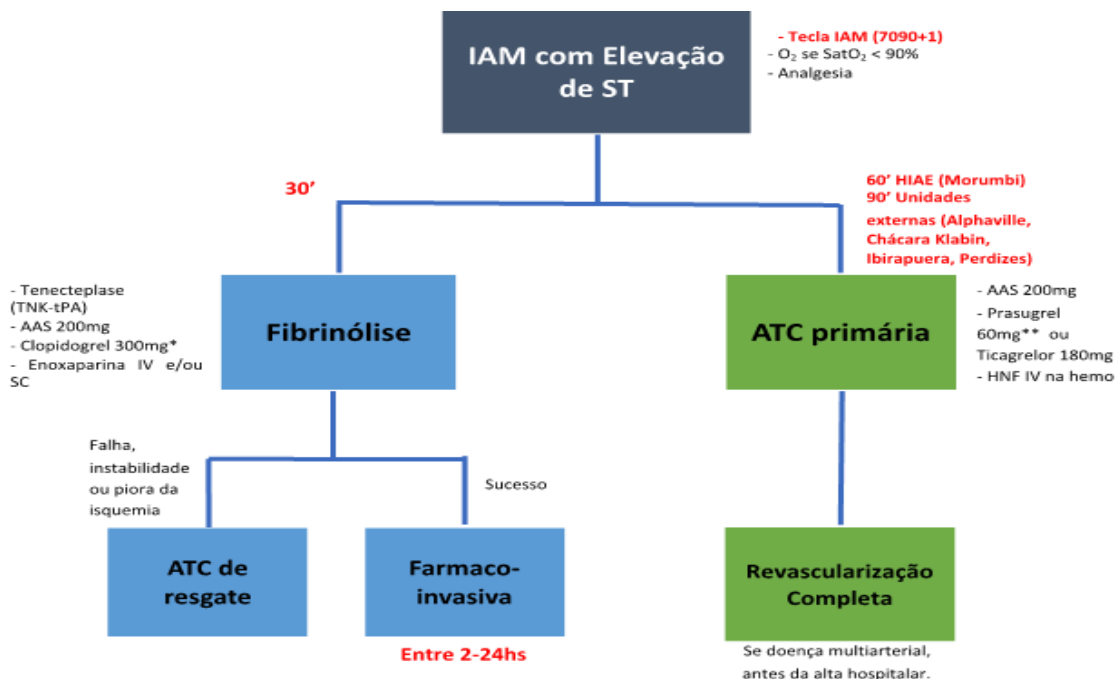 IAM com Elevação
de ST
- Tecla IAM (7090+1)
- O₂ se SatO₂ < 90%
- Analgesia
30’
60’ HIAE (Morumbi)
90’ Unidades
externas (Alphaville,
Chácara Klabin,
Ibirapuera, Perdizes)
- Tenecteplase
(TNK-tPA)
- AAS 200mg
- Clopidogrel 300mg*
- Enoxaparina IV e/ou
SC
Fibrinólise
ATC primária
- AAS 200mg
- Prasugrel
60mg** ou
Ticagrelor 180mg
- HNF IV na hemo
Falha,
instabilidade
ou piora da
isquemia
Sucesso
ATC de
resgate
Farmaco-
invasiva
Entre 2-24hs
Revascularização
Completa
Se doença multiarterial,
antes da alta hospitalar.